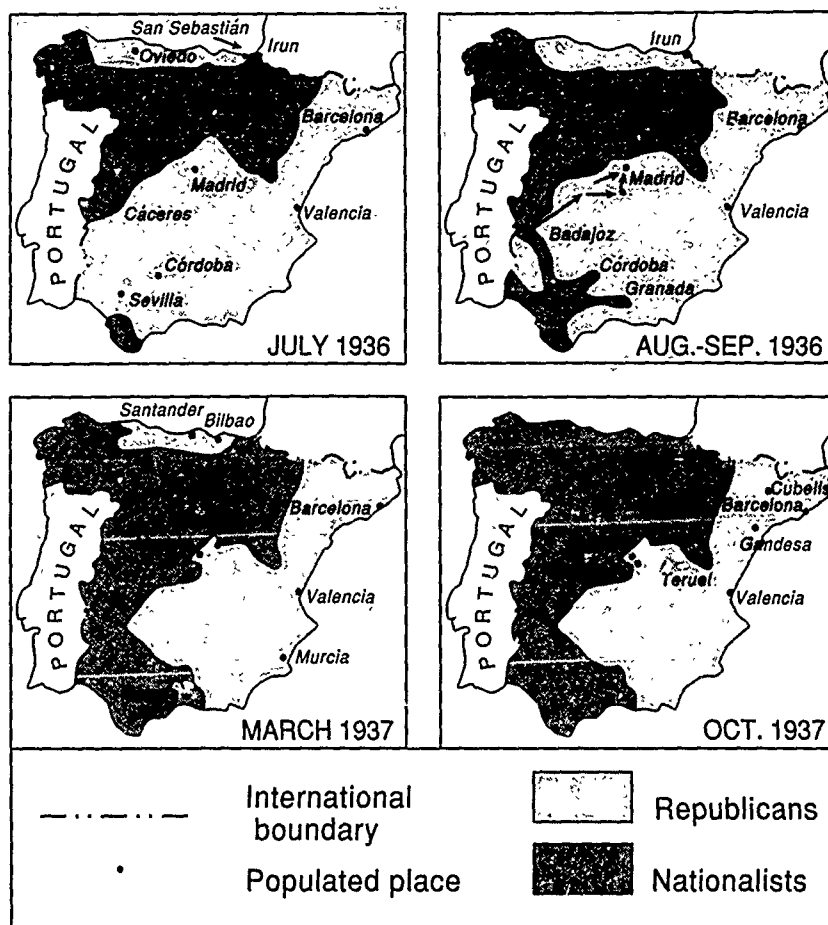 San Sebastián
Irun
Oviedo
Barcelona
PORTUGAL
Madrid
Cáceres
Valencia
Córdoba
Sevilla
JULY 1936
Irun
Barcelona
PORTUGAL
Madrid
Valencia
Badajoz
Córdoba
Granada
AUG.-SEP. 1936
Santander
Bilbao
Barcelona
PORTUGAL
Valencia
Murcia
MARCH 1937
Cubells
Barcelona
PORTUGAL
Gandesa
Teruel
Valencia
OCT. 1937
International
boundary
Populated place
Republicans
Nationalists